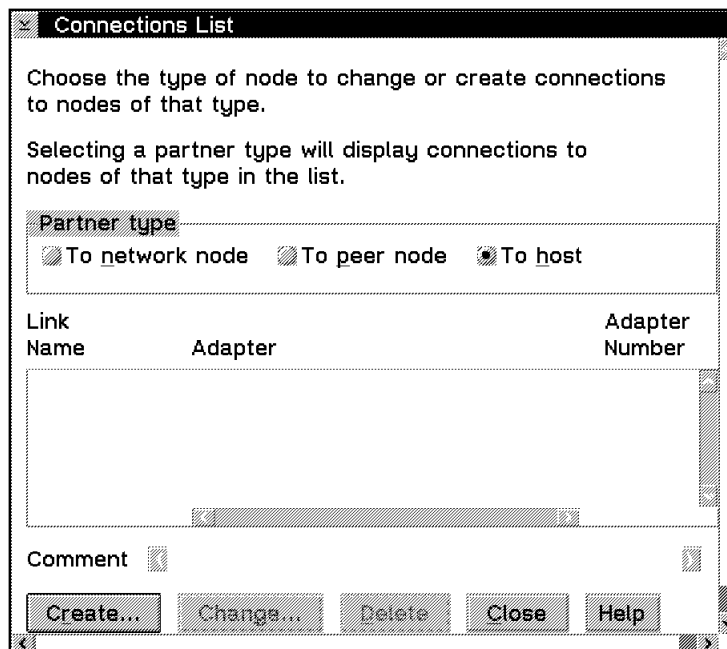 Connections List
Choose the type of node to change or create connections
to nodes of that type.
Selecting a partner type will display connections to
nodes of that type in the list.
Partner type
To network node To peer node To host
Link Adapter
Name Adapter Number
Comment
Create... Change... Delete Close Help